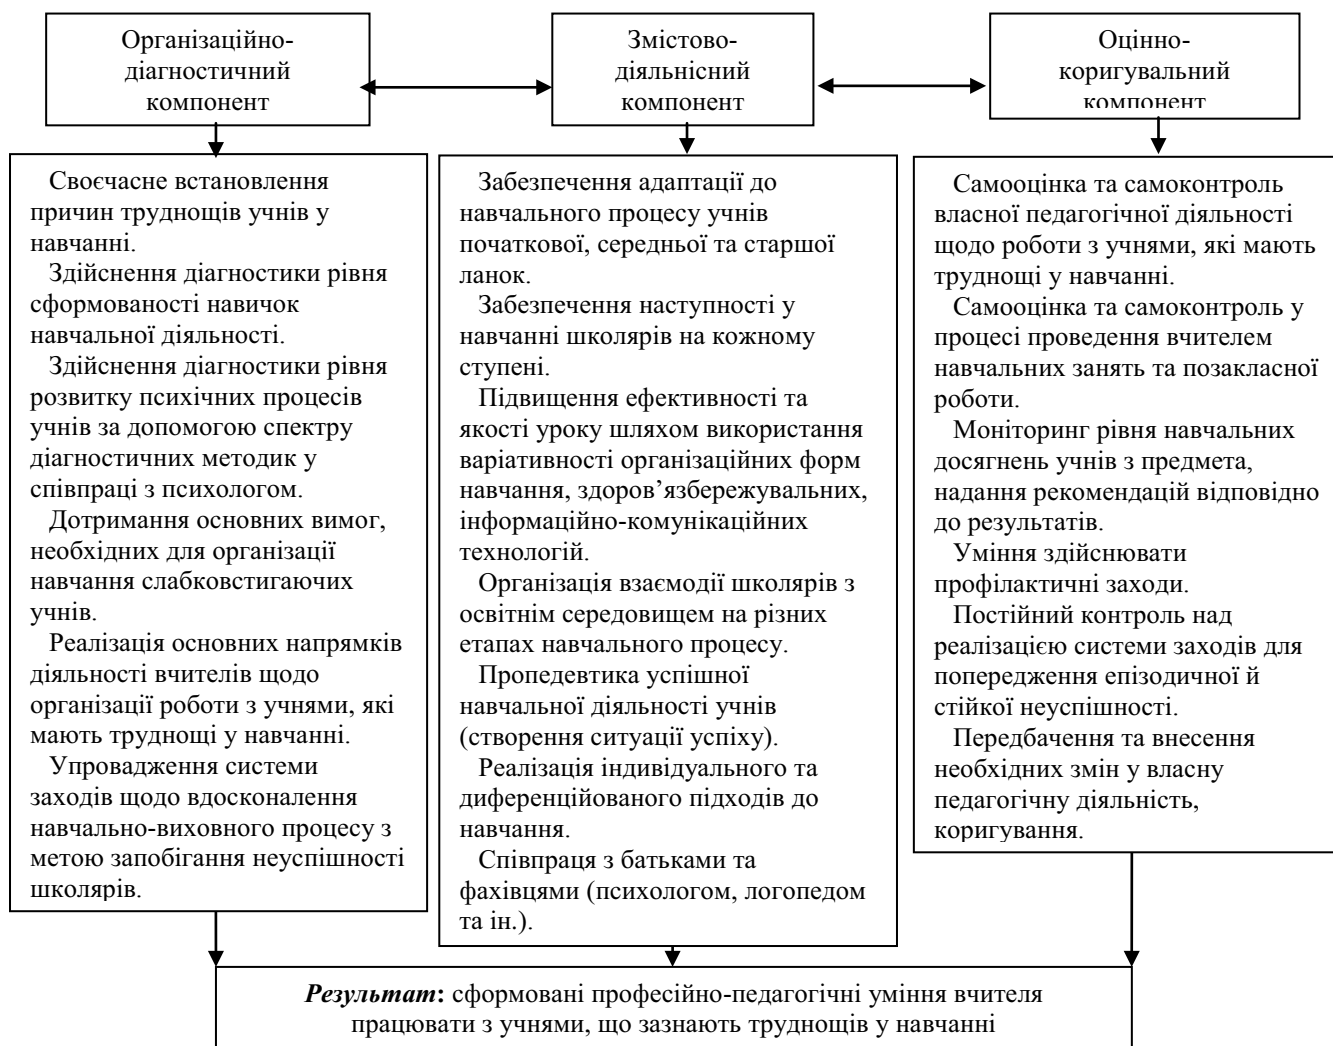 Організаційно-
діагностичний
компонент
Змістово-
діяльнісний
компонент
Оцінно-
коригувальний
компонент
Своєчасне встановлення
причин труднощів учнів у
навчанні.
Здійснення діагностики рівня
сформованості навичок
навчальної діяльності.
Здійснення діагностики рівня
розвитку психічних процесів
учнів за допомогою спектру
діагностичних методик у
співпраці з психологом.
Дотримання основних вимог,
необхідних для організації
навчання слабковстигаючих
учнів.
Реалізація основних напрямків
діяльності вчителів щодо
організації роботи з учнями, які
мають труднощі у навчанні.
Упровадження системи
заходів щодо вдосконалення
навчально-виховного процесу з
метою запобігання неуспішності
школярів.
Забезпечення адаптації до
навчального процесу учнів
початкової, середньої та старшої
ланок.
Забезпечення наступності у
навчанні школярів на кожному
ступені.
Підвищення ефективності та
якості уроку шляхом використання
варіативності організаційних форм
навчання, здоров’язбережувальних,
інформаційно-комунікаційних
технологій.
Організація взаємодії школярів з
освітнім середовищем на різних
етапах навчального процесу.
Пропедевтика успішної
навчальної діяльності учнів
(створення ситуації успіху).
Реалізація індивідуального та
диференційованого підходів до
навчання.
Співпраця з батьками та
фахівцями (психологом, логопедом
та ін.).
Самооцінка та самоконтроль
власної педагогічної діяльності
щодо роботи з учнями, які мають
труднощі у навчанні.
Самооцінка та самоконтроль у
процесі проведення вчителем
навчальних занять та позакласної
роботи.
Моніторинг рівня навчальних
досягнень учнів з предмета,
надання рекомендацій відповідно
до результатів.
Уміння здійснювати
профілактичні заходи.
Постійний контроль над
реалізацією системи заходів для
попередження епізодичної й
стійкої неуспішності.
Передбачення та внесення
необхідних змін у власну
педагогічну діяльність,
коригування.
Результат: сформовані професійно-педагогічні уміння вчителя
працювати з учнями, що зазнають труднощів у навчанні